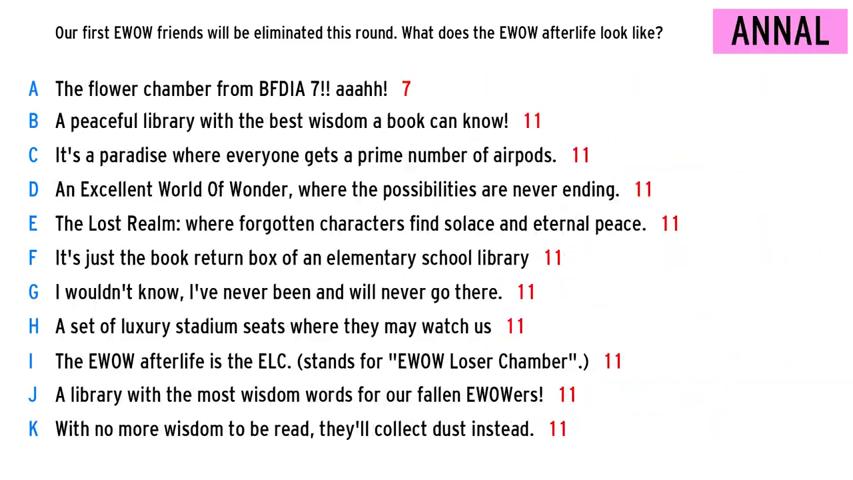 Our first EWOW friends will be eliminated this round. What does the EWOW afterlife look like?
ANNAL
A The flower chamber from BFDIA 7!! aaahh! 7
B A peaceful library with the best wisdom a book can know! 11
C It's a paradise where everyone gets a prime number of airpods. 11
D An Excellent World Of Wonder, where the possibilities are never ending. 11
E The Lost Realm: where forgotten characters find solace and eternal peace. 11
F It's just the book return box of an elementary school library 11
G I wouldn't know, I've never been and will never go there. 11
H A set of luxury stadium seats where they may watch us 11
I The EWOW afterlife is the ELC. (stands for "EWOW Loser Chamber".) 11
J A library with the most wisdom words for our fallen EWOWers! 11
K With no more wisdom to be read, they'll collect dust instead. 11